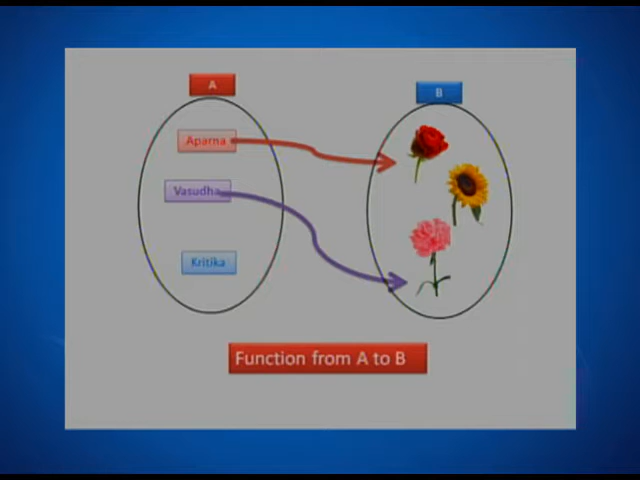 A
B
Aparna
Vasudha
Kritika
Function from A to B